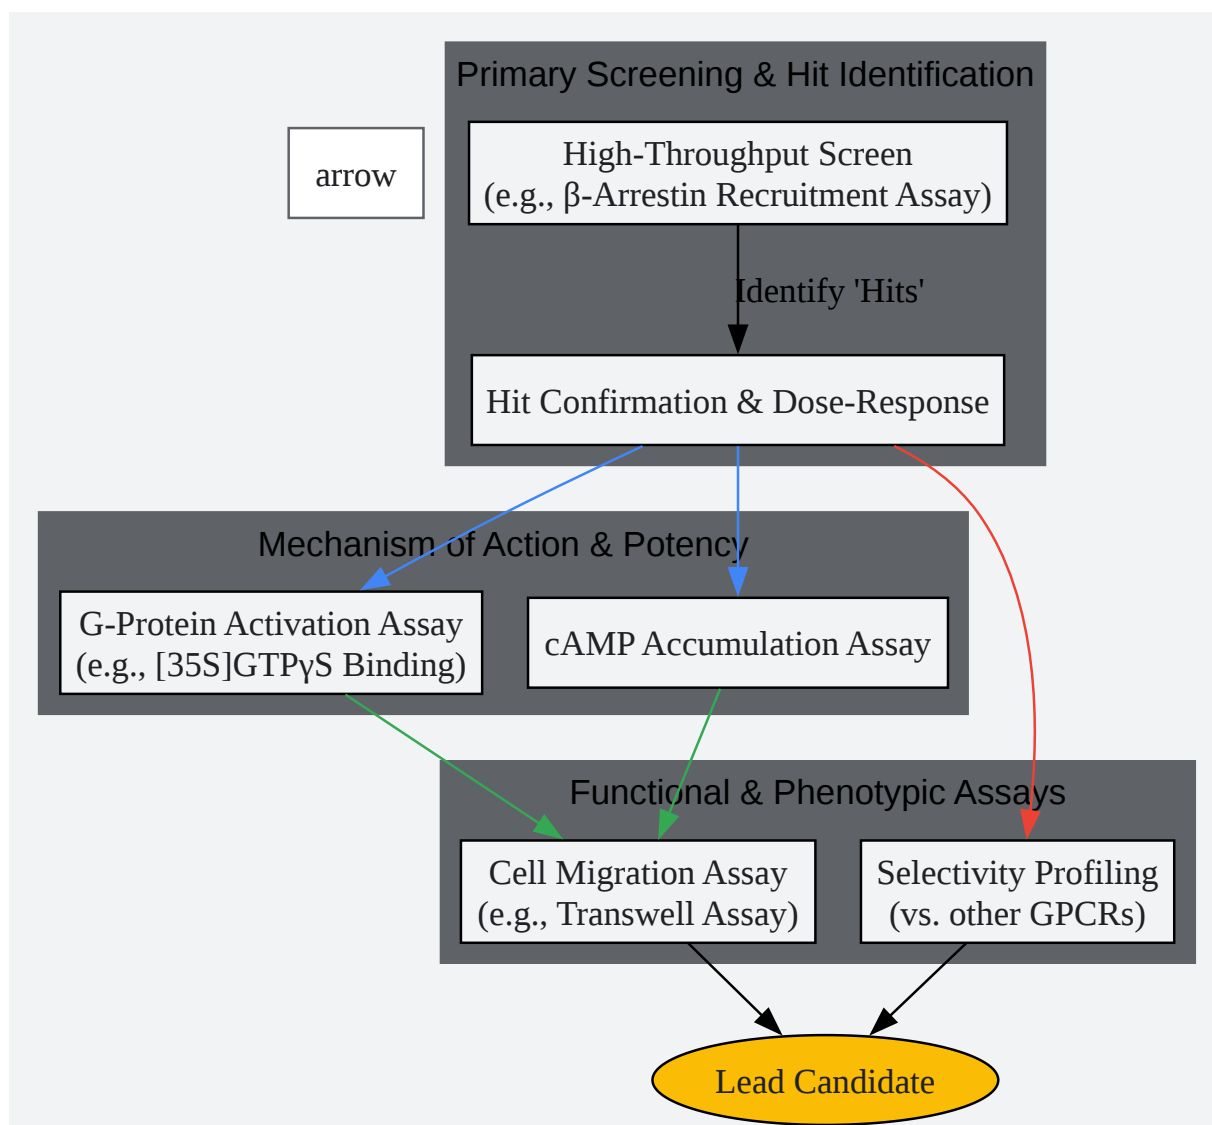 Primary Screening & Hit Identification
arrow
High-Throughput Screen
(e.g., β-Arrestin Recruitment Assay)
Identify 'Hits'
Hit Confirmation & Dose-Response
Mechanism of Action & Potency
G-Protein Activation Assay
(e.g., [35S]GTPγS Binding)
cAMP Accumulation Assay
Functional & Phenotypic Assays
Cell Migration Assay
(e.g., Transwell Assay)
Selectivity Profiling
(vs. other GPCRs)
Lead Candidate